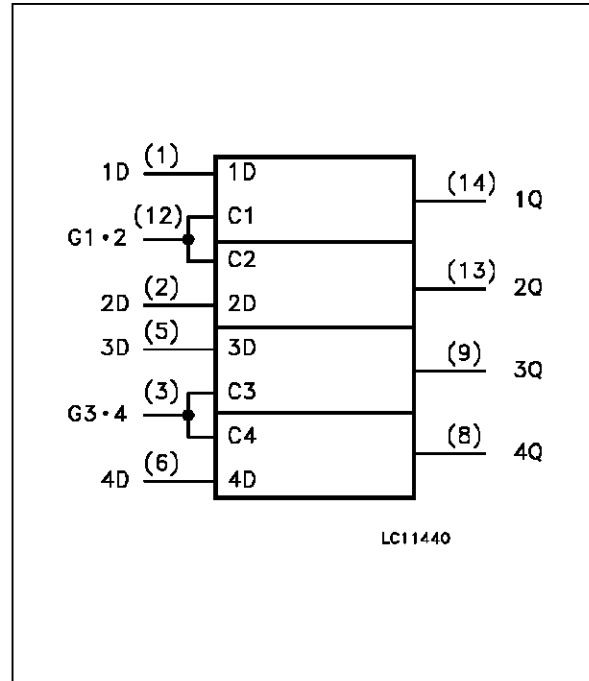 1D (1) 1D
(14) 1Q
G1•2 (12) C1
C2
(13) 2Q
2D (2) 2D
3D (5) 3D
(9) 3Q
G3•4 (3) C3
C4
(8) 4Q
4D (6) 4D
LC11440